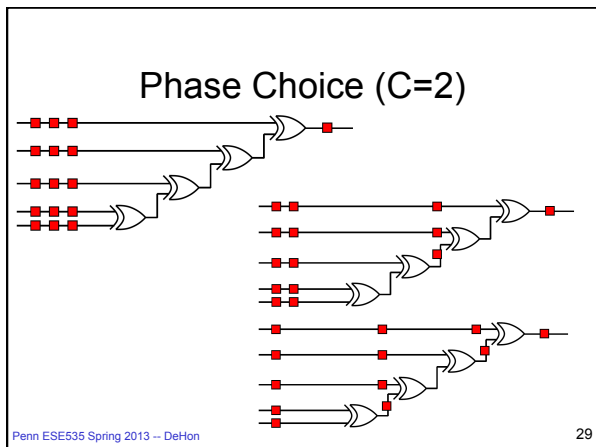 Phase Choice (C=2)
Penn ESE535 Spring 2013 -- DeHon
29